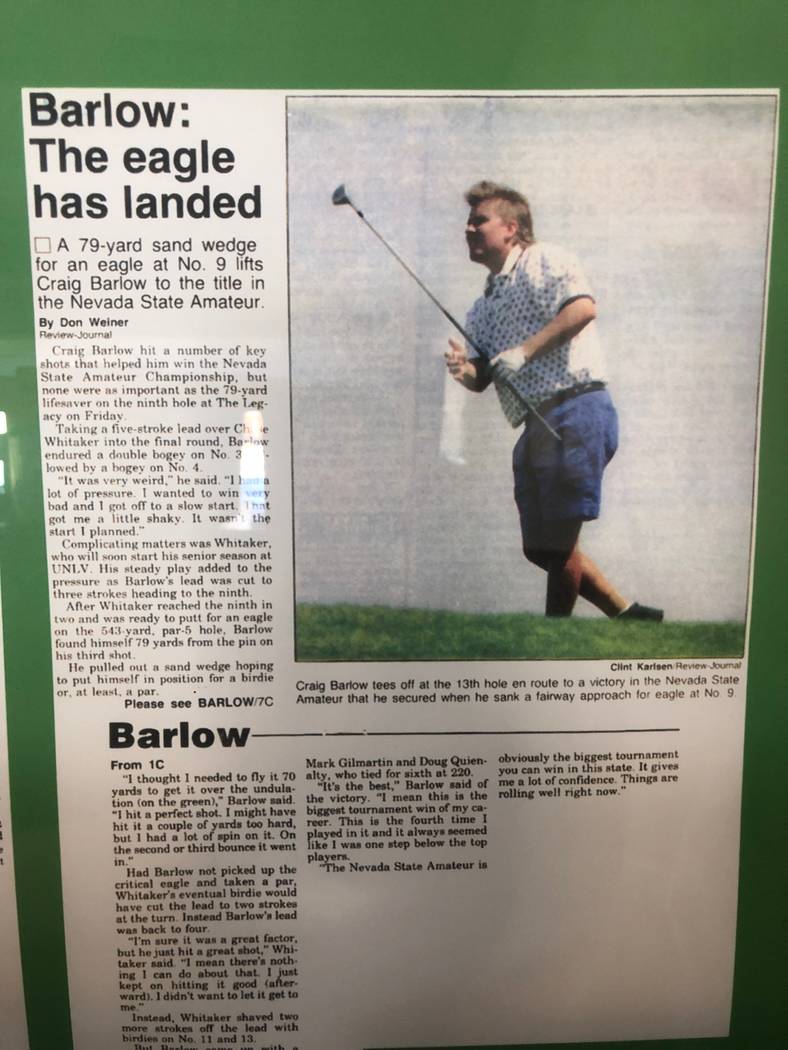 Barlow:
The eagle
has landed
□ A 79-yard sand wedge
for an eagle at No. 9 lifts
Craig Barlow to the title in
the Nevada State Amateur.
By Don Weiner
Review-Journal
Craig Barlow hit a number of key
shots that helped him win the Nevada
State Amateur Championship, but
none were as important as the 79-yard
lifesaver on the ninth hole at The Leg-
acy on Friday.
Taking a five-stroke lead over
Whitaker into the final round, Barlow
endured a double bogey on No. 3
lowed by a bogey on No. 4.
"It was very weird," he said. "I had a
lot of pressure. I wanted to win very
bad and I got off to a slow start. That
got me a little shaky. It wasn't the
start I planned."
Complicating matters was Whitaker,
who will soon start his senior season at
UNLV. His steady play added to the
pressure as Barlow's lead was cut to
three strokes heading to the ninth.
After Whitaker reached the ninth in
two and was ready to putt for an eagle
on the 543-yard, par-5 hole, Barlow
found himself 79 yards from the pin on
his third shot.
He pulled out a sand wedge hoping
to put himself in position for a birdie
or, at least, a par.
Please see BARLOW/7C
Clint Karlsen/Review-Journal
Craig Barlow tees off at the 13th hole en route to a victory in the Nevada State
Amateur that he secured when he sank a fairway approach for eagle at No. 9.
Barlow
From 1C
"I thought I needed to fly it 70
yards to get it over the undula-
tion (on the green)," Barlow said.
"I hit a perfect shot. I might have
hit it a couple of yards too hard,
but I had a lot of spin on it. On
the second or third bounce it went
in."
Had Barlow not picked up the
critical eagle and taken a par,
Whitaker's eventual birdie would
have cut the lead to two strokes
at the turn. Instead Barlow's lead
was back to four.
"I'm sure it was a great factor,
but he just hit a great shot," Whi-
taker said. "I mean there's noth-
ing I can do about that. I just
kept on hitting it good (after-
ward). I didn't want to let it get to
me."
Instead, Whitaker shaved two
more strokes off the lead with
birdies on No. 11 and 13.
But Barlow came up with a
Mark Gilmartin and Doug Quien-
alty, who tied for sixth at 220.
"It's the best," Barlow said of
the victory. "I mean this is the
biggest tournament win of my ca-
reer. This is the fourth time I
played in it and it always seemed
like I was one step below the top
players.
"The Nevada State Amateur is
obviously the biggest tournament
you can win in this state. It gives
me a lot of confidence. Things are
rolling well right now."